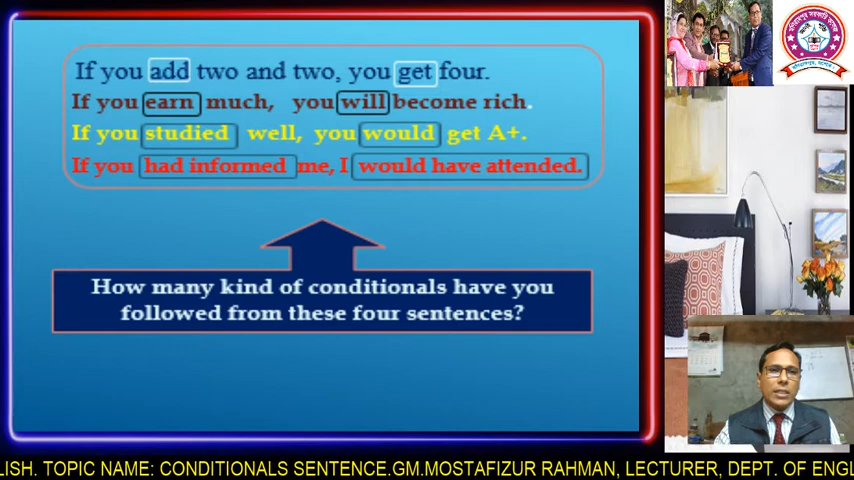 If you add two and two, you get four.
If you earn much, you will become rich.
If you studied well, you would get A+.
If you had informed me, I would have attended.
How many kind of conditionals have you
followed from these four sentences?
LISH. TOPIC NAME: CONDITIONALS SENTENCE.GM.MOSTAFIZUR RAHMAN, LECTURER, DEPT. OF ENGL